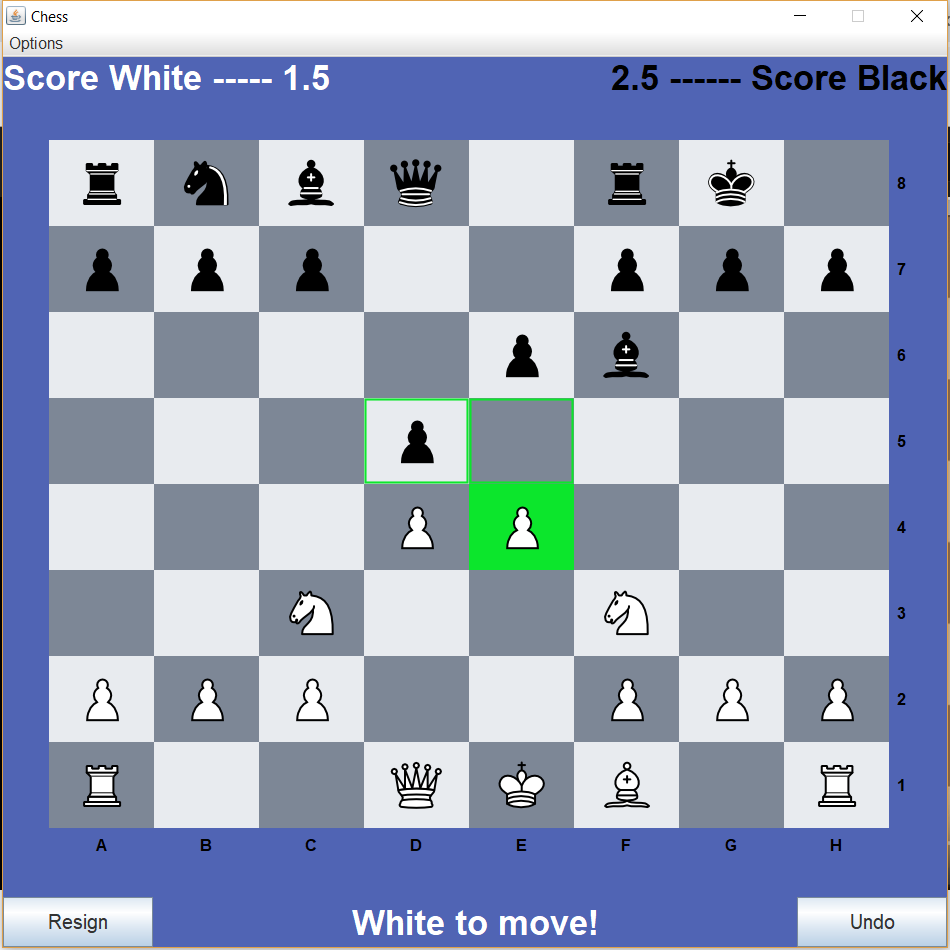 Chess
Options
Score White ----- 1.5
2.5 ------ Score Black
8
7
6
5
4
3
2
1
A B C D E F G H
Resign
White to move!
Undo